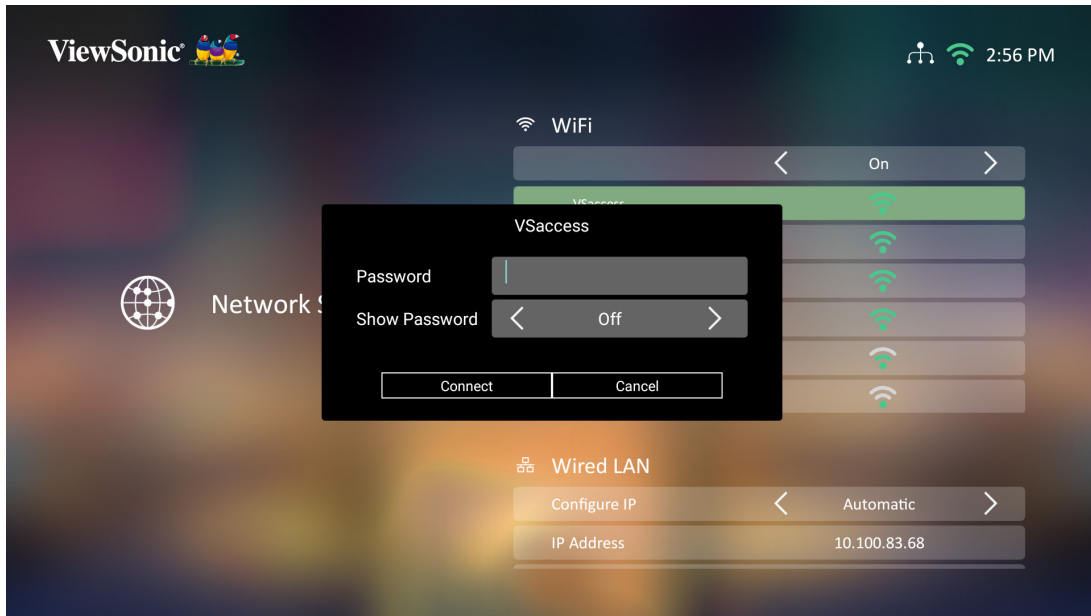 ViewSonic
2:56 PM
WiFi
On
VSaccess
VSaccess
Password
Show Password
Off
Connect
Cancel
Network S
Wired LAN
Configure IP
Automatic
IP Address
10.100.83.68